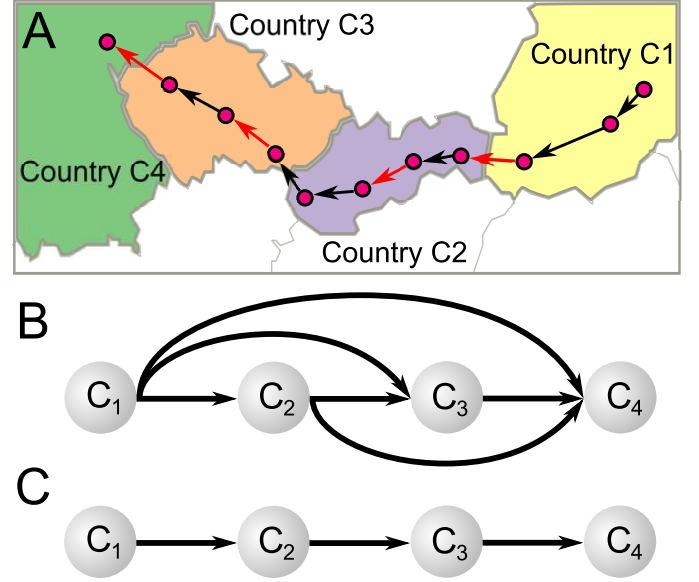 A
Country C3
Country C1
Country C4
Country C2
B
C₁ C₂ C₃ C₄
C
C₁ C₂ C₃ C₄